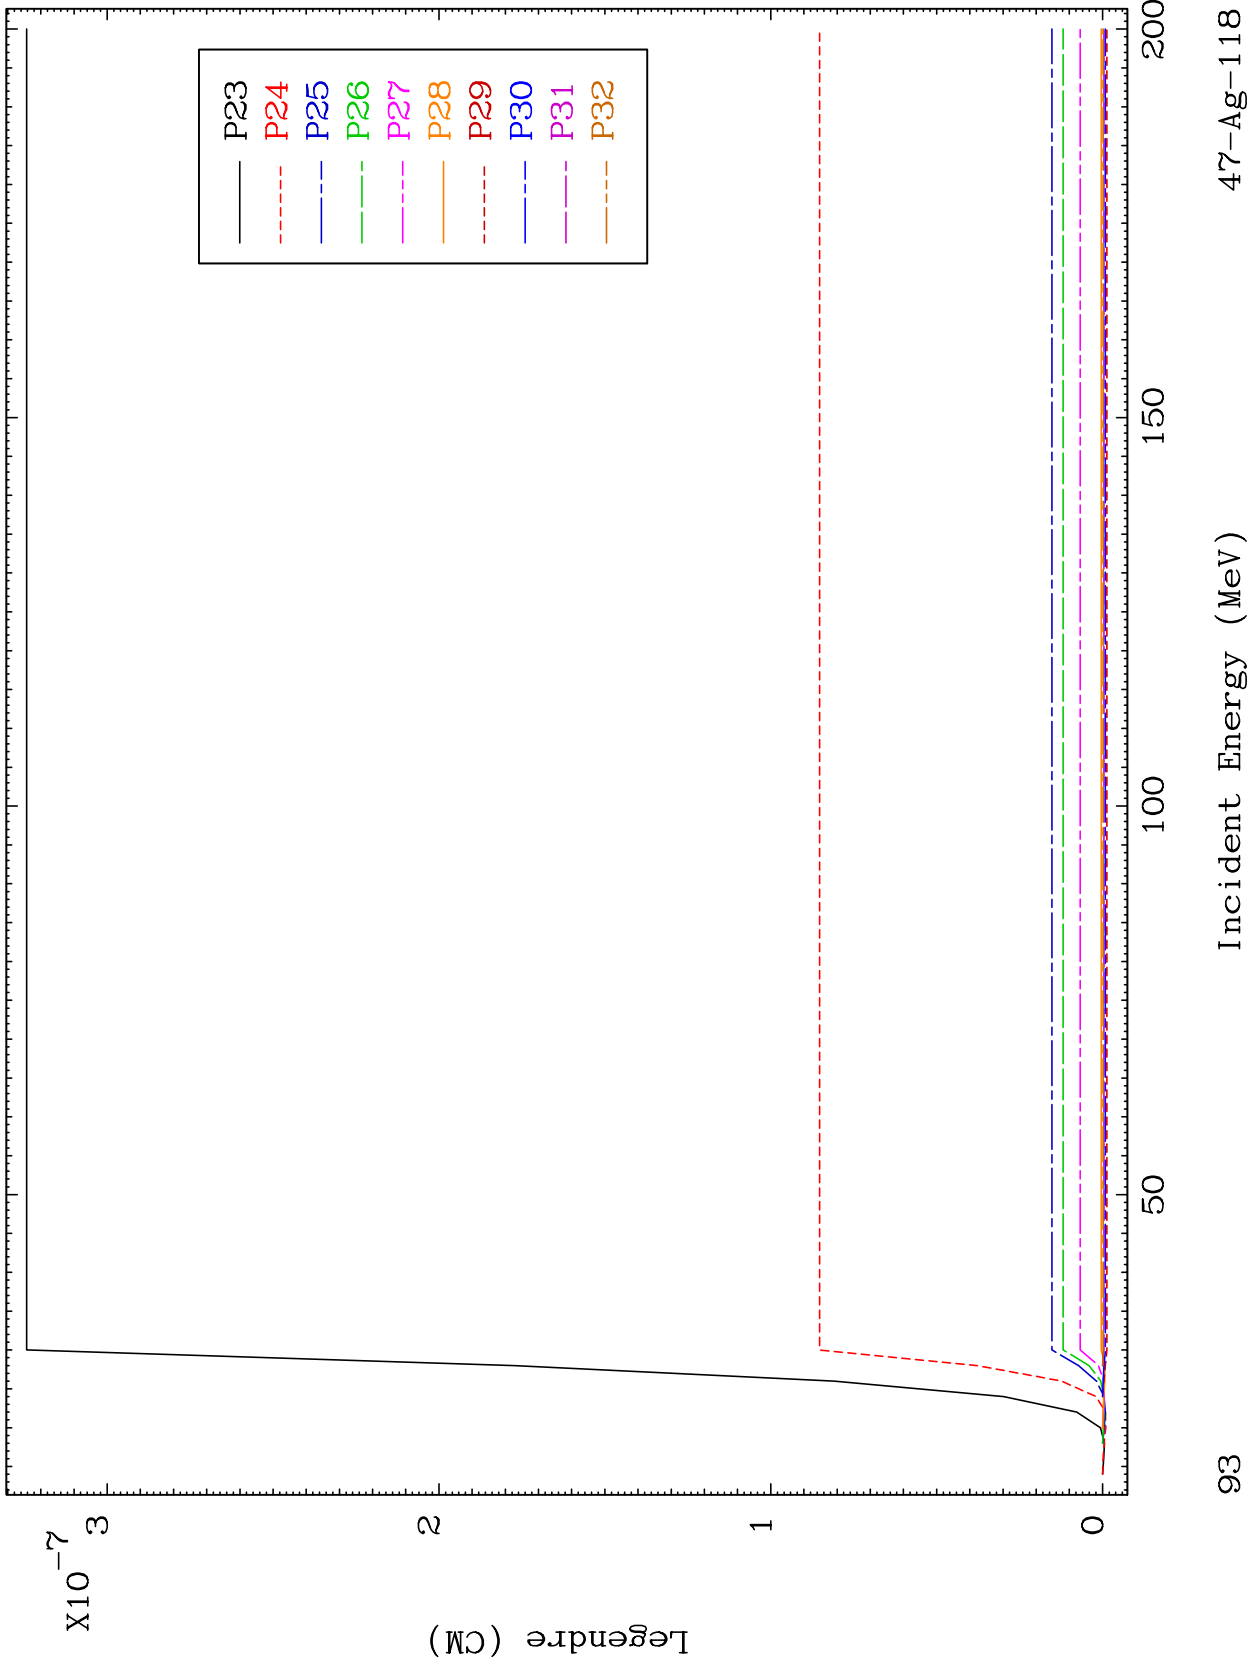 X10⁻⁷
3
2
1
0
Legendre (CM)
P23
P24
P25
P26
P27
P28
P29
P30
P31
P32
50
100
150
200
Incident Energy (MeV)
93
47-Ag-118